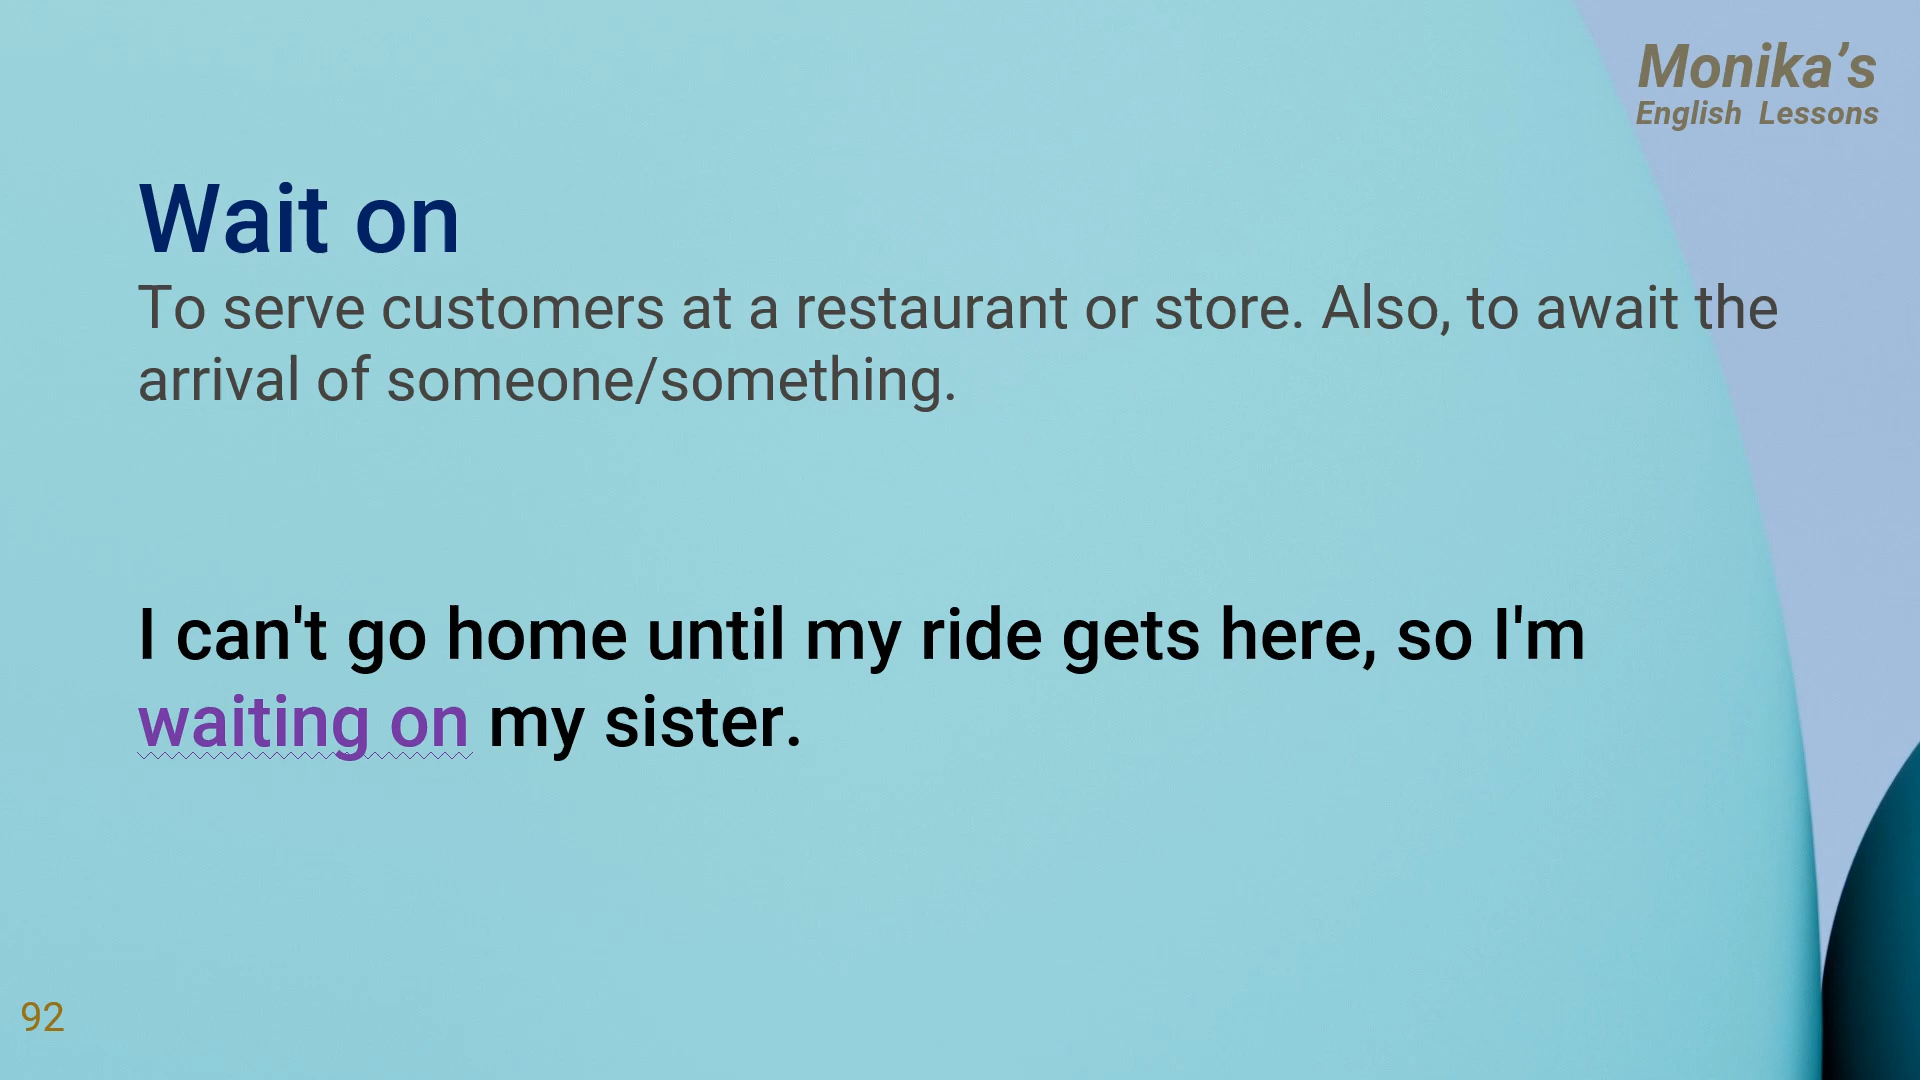 Monika’s
English Lessons
Wait on
To serve customers at a restaurant or store. Also, to await the
arrival of someone/something.
I can't go home until my ride gets here, so I'm
waiting on my sister.
92